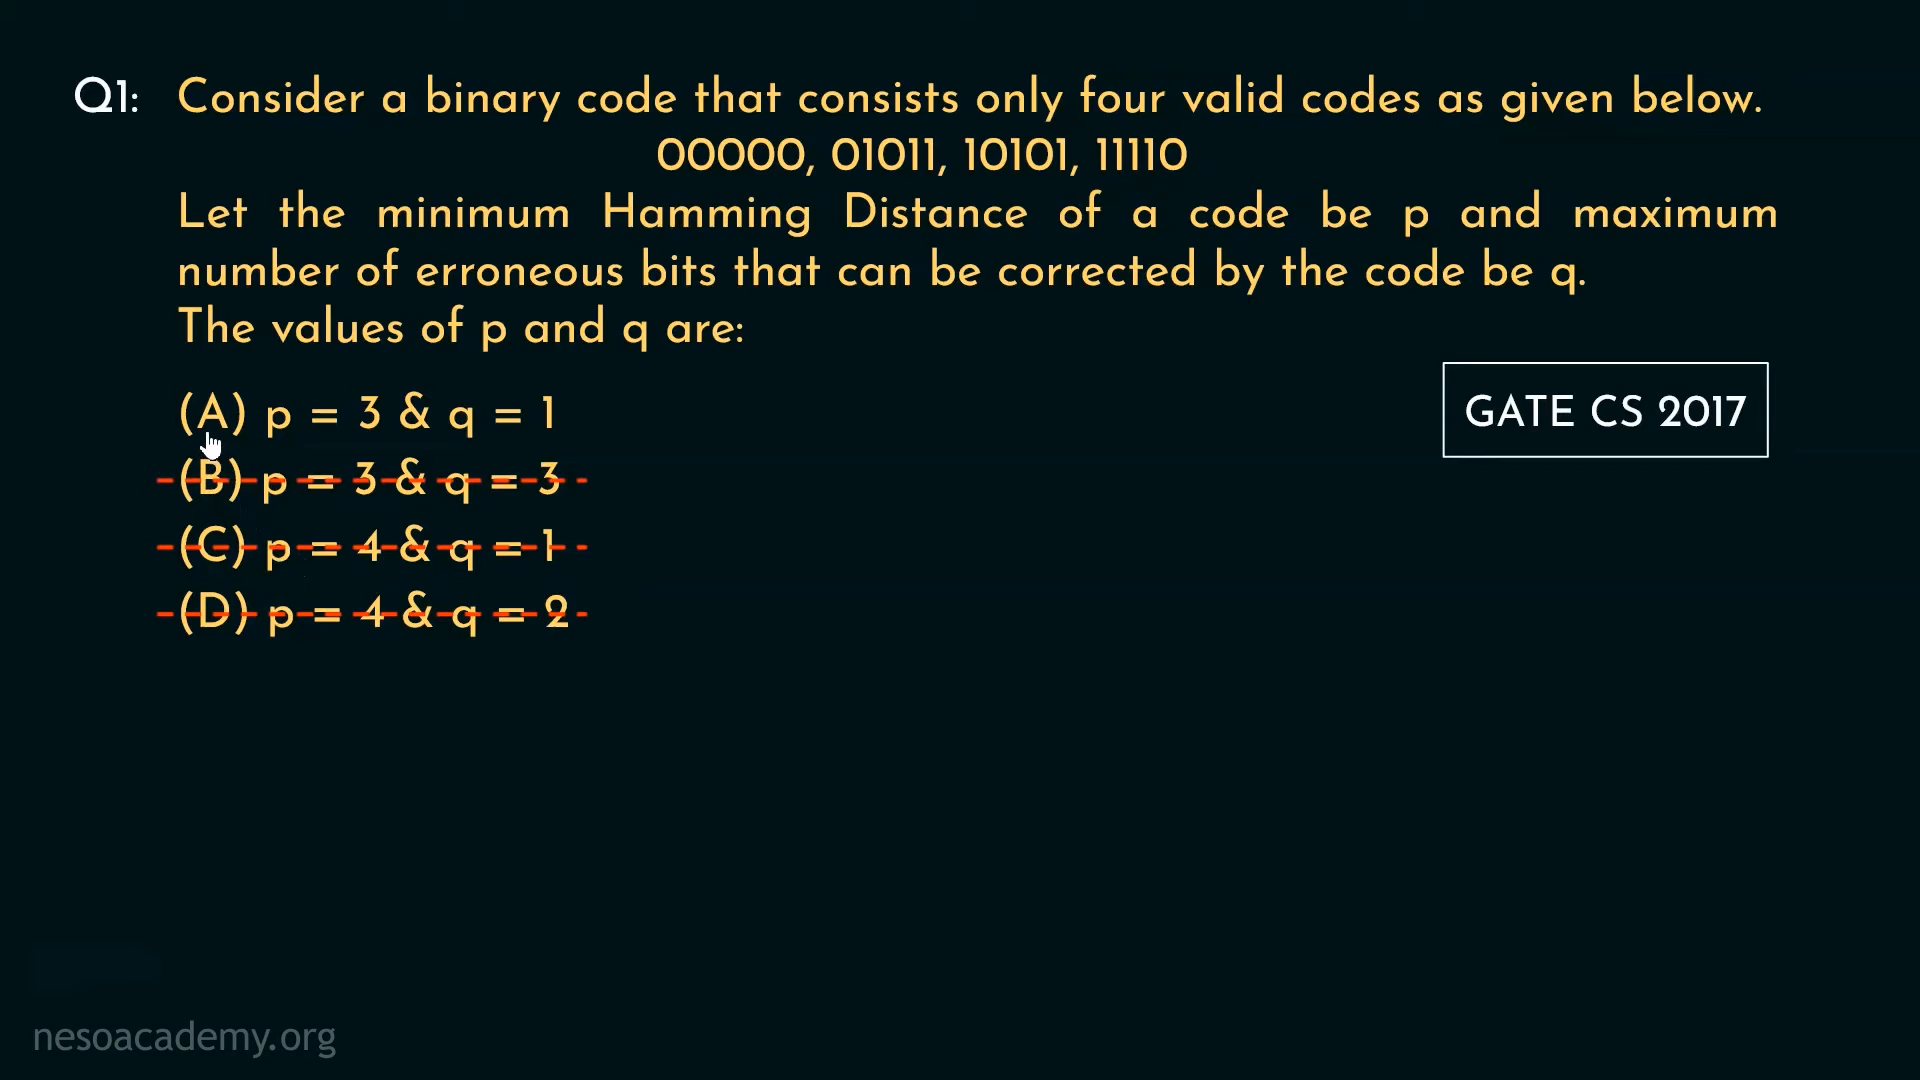 Q1: Consider a binary code that consists only four valid codes as given below.
00000, 01011, 10101, 11110
Let the minimum Hamming Distance of a code be p and maximum
number of erroneous bits that can be corrected by the code be q.
The values of p and q are:
(A) p = 3 & q = 1
GATE CS 2017
(B) p = 3 & q = 3
(C) p = 4 & q = 1
(D) p = 4 & q = 2
nesoacademy.org